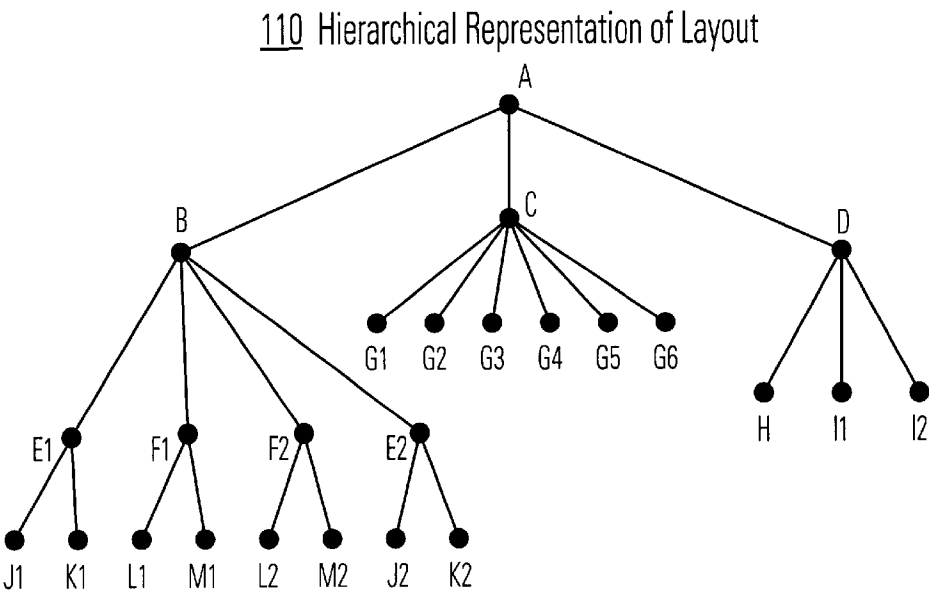 110 Hierarchical Representation of Layout
A
B
C
D
G1 G2 G3 G4 G5 G6
H I1 I2
E1 F1 F2 E2
J1 K1 L1 M1 L2 M2 J2 K2